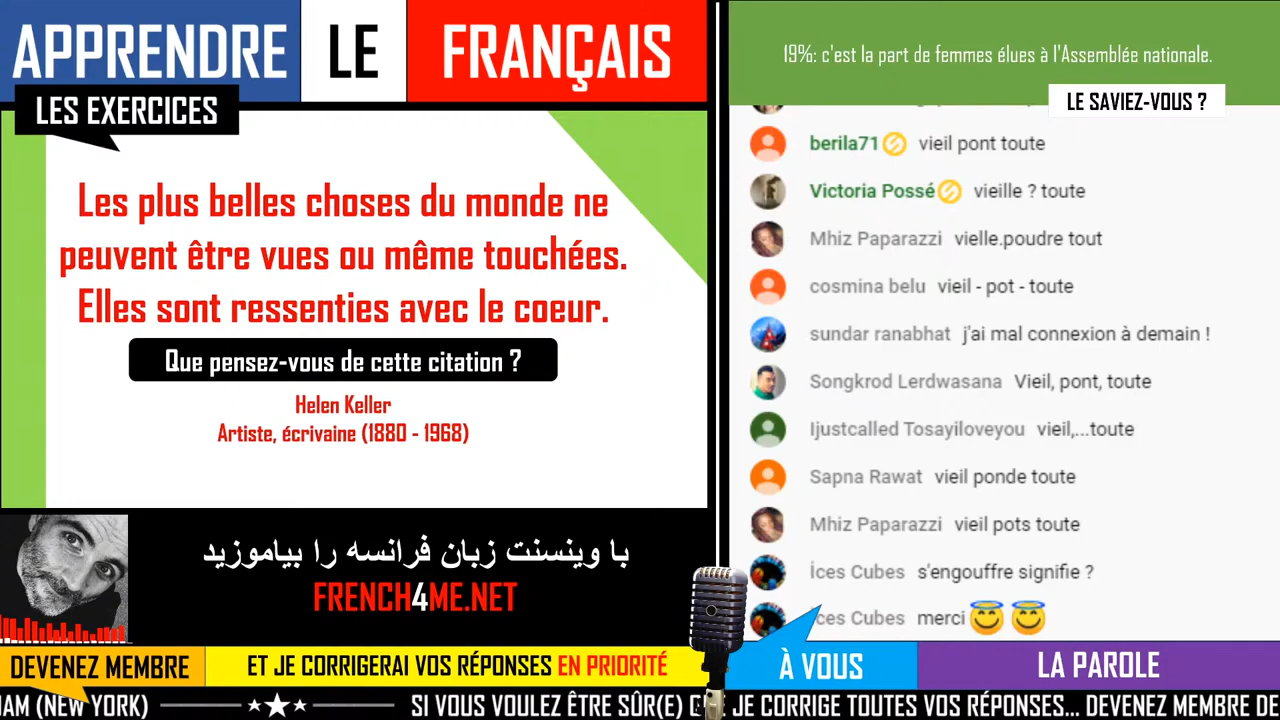 APPRENDRE LE FRANÇAIS
LES EXERCICES
Les plus belles choses du monde ne
peuvent être vues ou même touchées.
Elles sont ressenties avec le coeur.
Que pensez-vous de cette citation ?
Helen Keller
Artiste, écrivaine (1880 - 1968)
با وینسنت زبان فرانسه را بیاموزید
FRENCH4ME.NET
19%: c'est la part de femmes élues à l'Assemblée nationale.
LE SAVIEZ-VOUS ?
berila71 vieil pont toute
Victoria Possé vieille ? toute
Mhiz Paparazzi vielle.poudre tout
cosmina belu vieil - pot - toute
sundar ranabhat j'ai mal connexion à demain !
Songkrod Lerdwasana Vieil, pont, toute
Ijustcalled Tosayiloveyou vieil,...toute
Sapna Rawat vieil ponde toute
Mhiz Paparazzi vieil pots toute
İces Cubes s'engouffre signifie ?
ces Cubes merci 😇 😇
DEVENEZ MEMBRE ET JE CORRIGERAI VOS RÉPONSES EN PRIORITÉ
À VOUS LA PAROLE
IAM (NEW YORK) SI VOUS VOULEZ ÊTRE SÛR(E) JE CORRIGE TOUTES VOS RÉPONSES... DEVENEZ MEMBRE DE